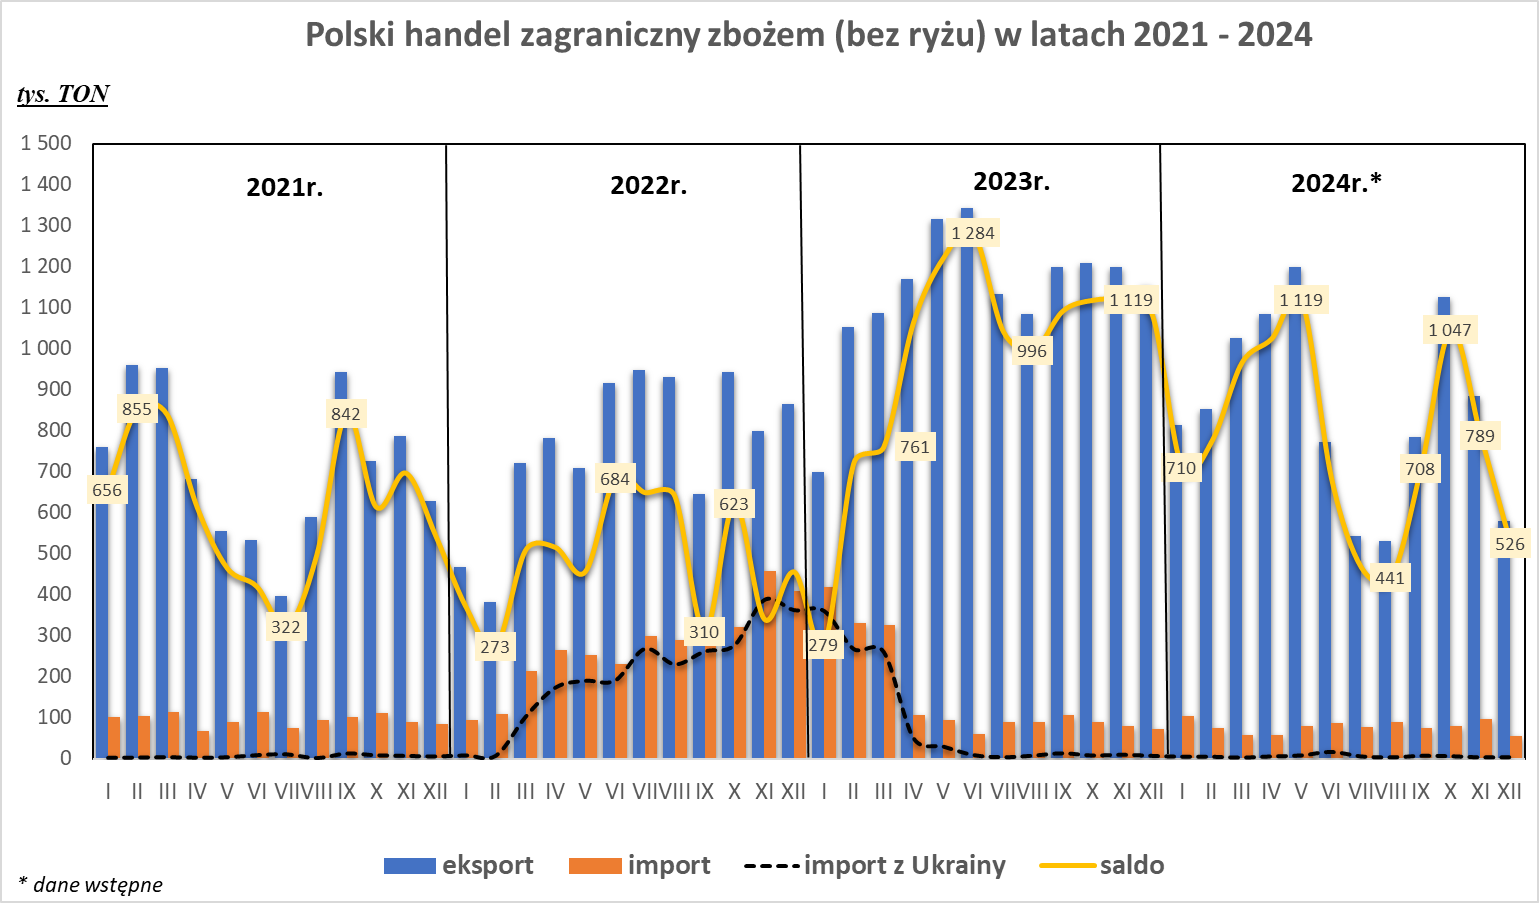 Polski handel zagraniczny zbożem (bez ryżu) w latach 2021 - 2024
tys. TON
1 500
1 400
1 300
1 200
1 100
1 000
900
800
700
600
500
400
300
200
100
0
2021r. 2022r. 2023r. 2024r.*
656 855 322 842 273 684 310 623 279 761 1 284 996 1 119 710 1 119 441 708 1 047 789 526
I II III IV V VI VII VIII IX X XI XII I II III IV V VI VII VIII IX X XI XII I II III IV V VI VII VIII IX X XI XII I II III IV V VI VII VIII IX X XI XII
eksport import import z Ukrainy saldo
* dane wstępne